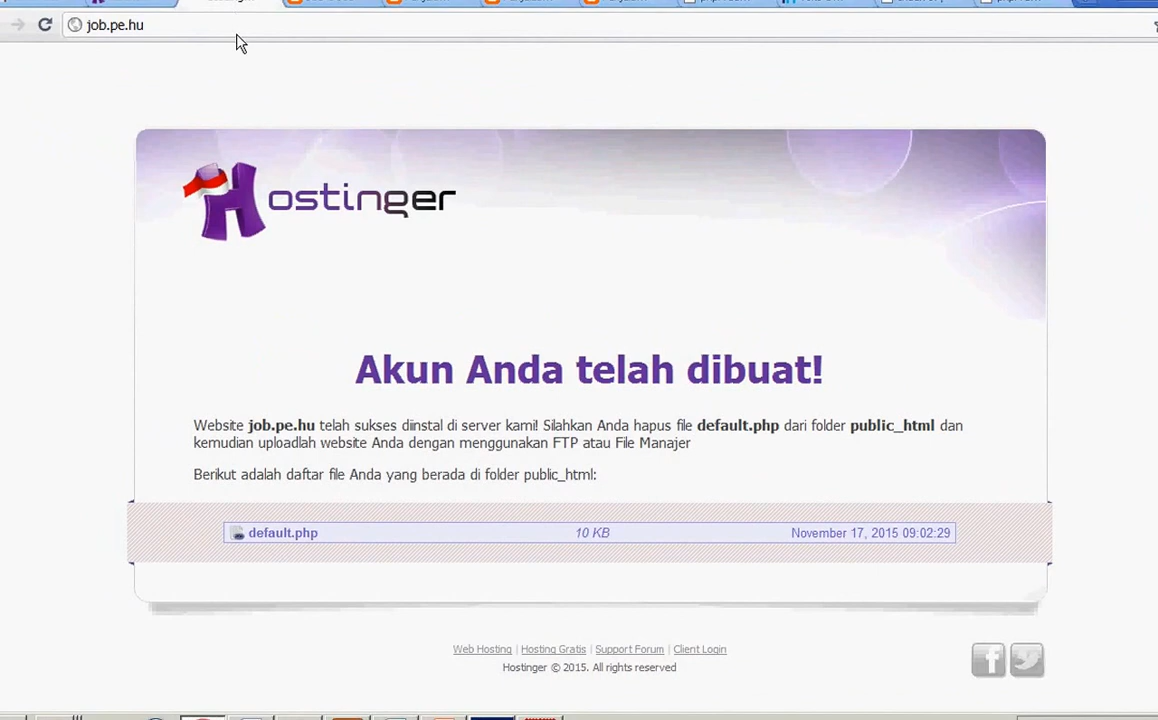 job.pe.hu
Hostinger
Akun Anda telah dibuat!
Website job.pe.hu telah sukses diinstal di server kami! Silahkan Anda hapus file default.php dari folder public_html dan
kemudian uploadlah website Anda dengan menggunakan FTP atau File Manajer
Berikut adalah daftar file Anda yang berada di folder public_html:
default.php 10 KB November 17, 2015 09:02:29
Web Hosting | Hosting Gratis | Support Forum | Client Login
Hostinger © 2015. All rights reserved